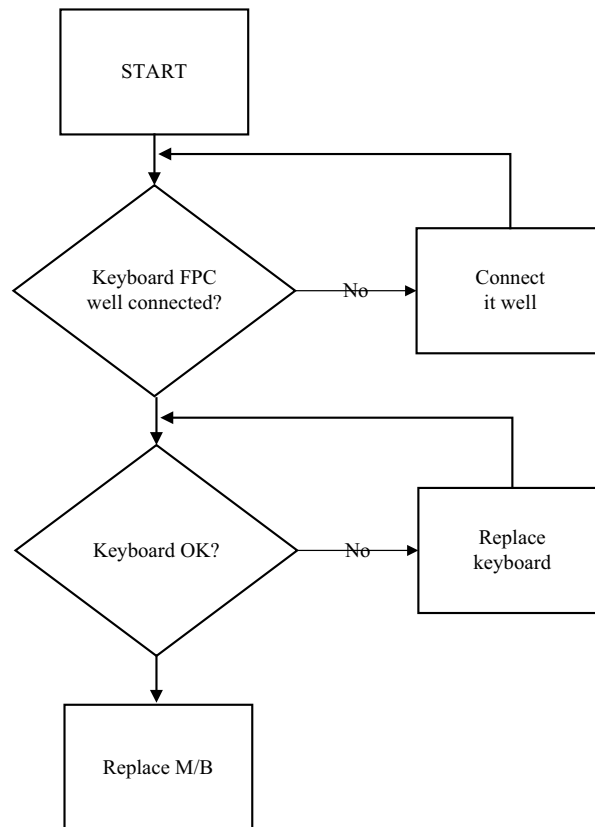 START
Keyboard FPC
well connected?
No
Connect
it well
Keyboard OK?
No
Replace
keyboard
Replace M/B